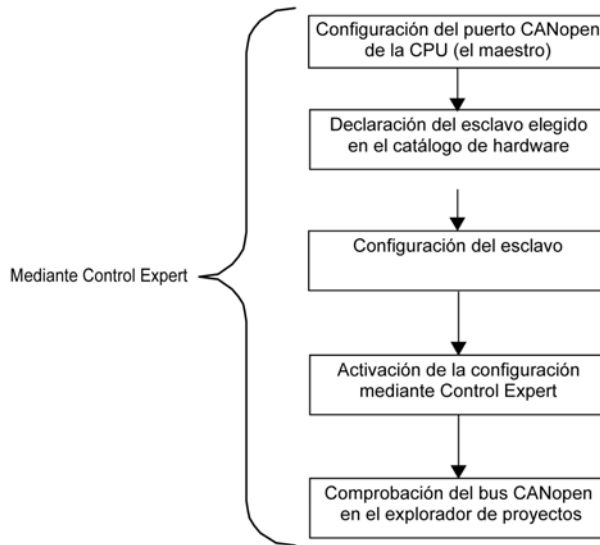 Configuración del puerto CANopen
de la CPU (el maestro)
Declaración del esclavo elegido
en el catálogo de hardware
Configuración del esclavo
Mediante Control Expert
Activación de la configuración
mediante Control Expert
Comprobación del bus CANopen
en el explorador de proyectos